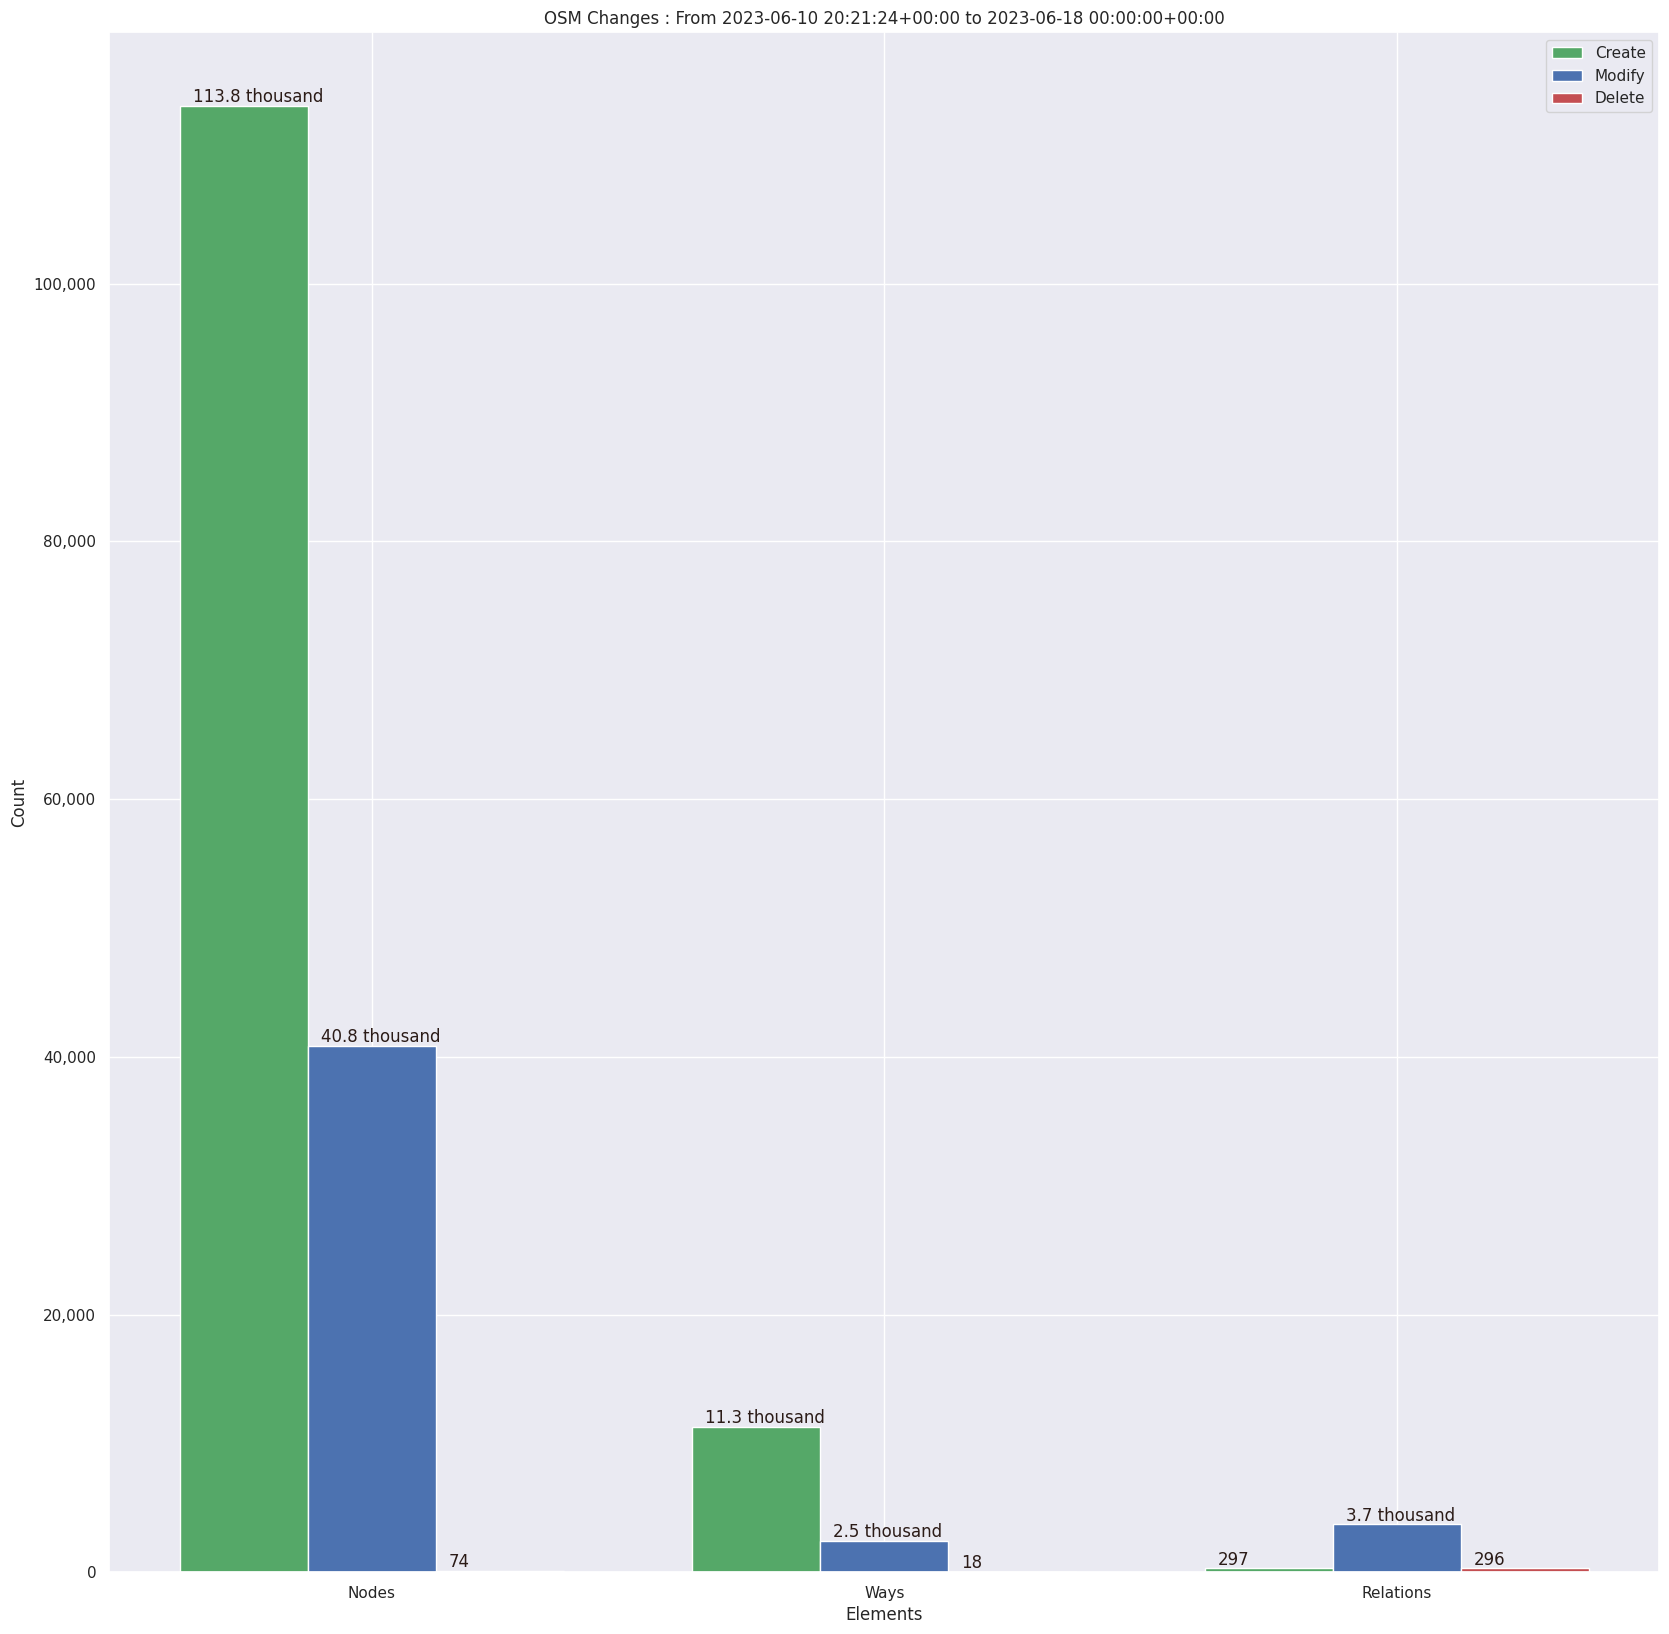 OSM Changes : From 2023-06-10 20:21:24+00:00 to 2023-06-18 00:00:00+00:00
Create
Modify
Delete
113.8 thousand
100,000
80,000
60,000
Count
40.8 thousand
40,000
20,000
11.3 thousand
3.7 thousand
2.5 thousand
74
18
297
296
0
Nodes
Ways
Relations
Elements